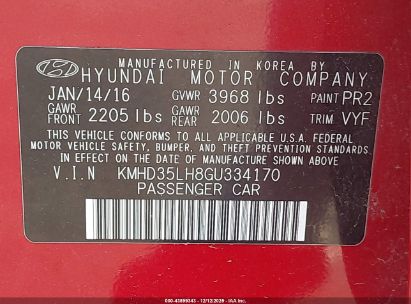 MANUFACTURED IN KOREA BY
HYUNDAI MOTOR COMPANY
JAN/14/16 GVWR 3968 lbs PAINT PR2
GAWR FRONT 2205 lbs GAWR REAR 2006 lbs TRIM VYF
THIS VEHICLE CONFORMS TO ALL APPLICABLE U.S.A. FEDERAL
MOTOR VEHICLE SAFETY, BUMPER, AND THEFT PREVENTION
STANDARDS IN EFFECT ON THE DATE OF MANUFACTURE SHOWN ABOVE.
V.I.N KMHD35LH8GU334170
PASSENGER CAR